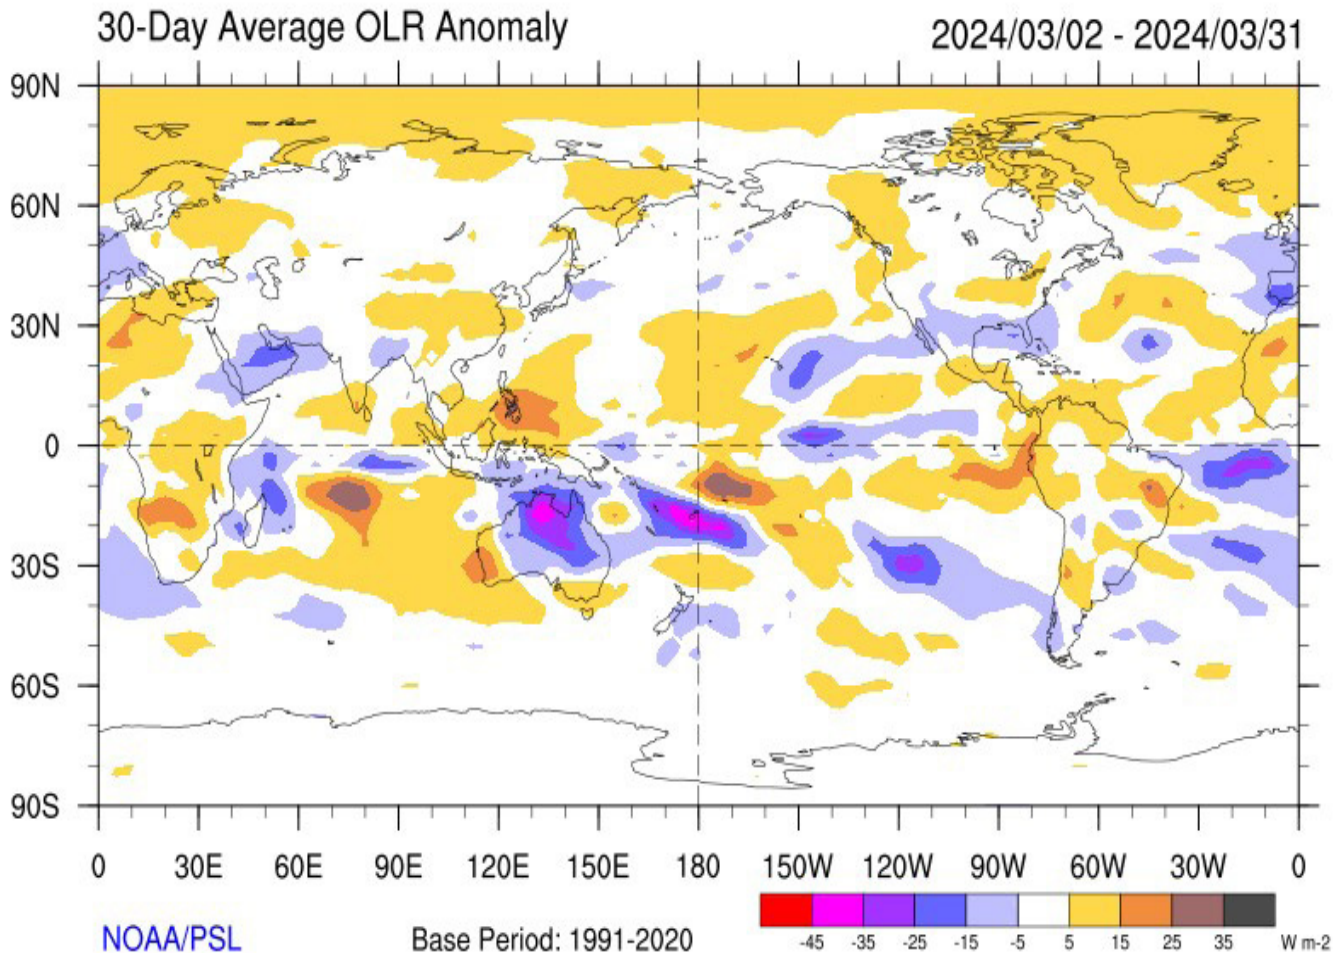 30-Day Average OLR Anomaly
2024/03/02 - 2024/03/31
90N
60N
30N
0
30S
60S
90S
0 30E 60E 90E 120E 150E 180 150W 120W 90W 60W 30W 0
-45 -35 -25 -15 -5 5 15 25 35 W m-2
NOAA/PSL
Base Period: 1991-2020